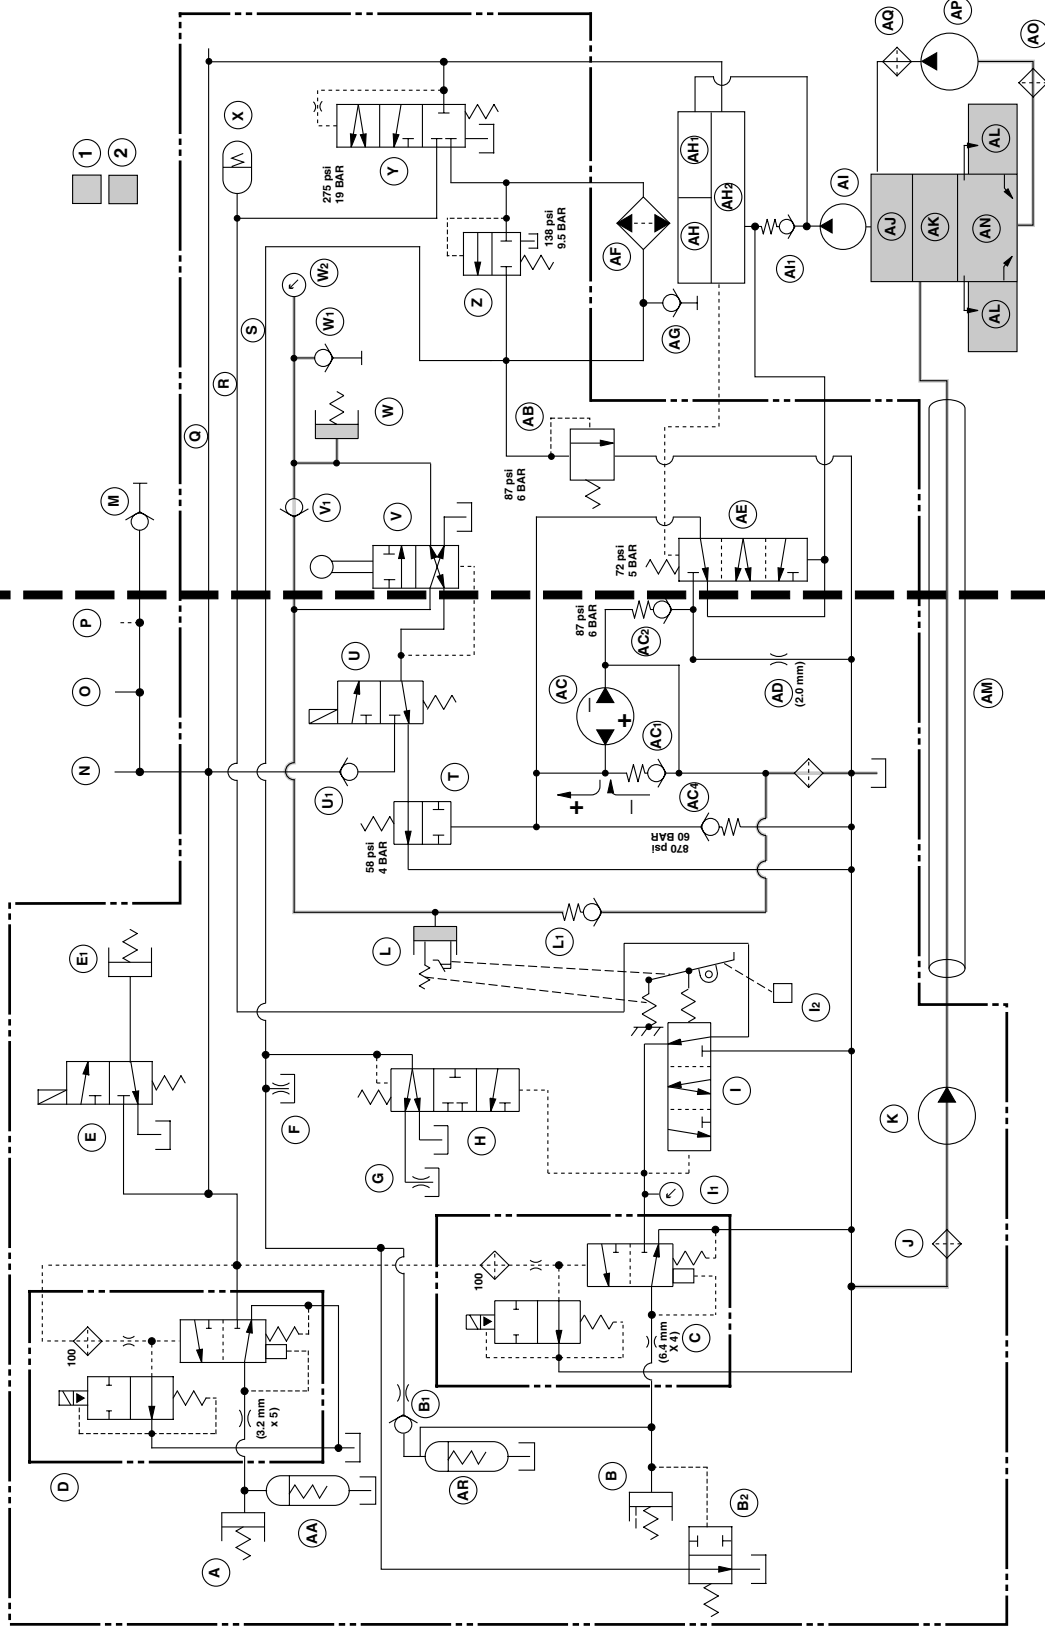 1
2
AQ
AP
AO
X
Y
275 psi
19 BAR
W2
W1
S
R
Q
W
Z
138 psi
9.5 BAR
AF
AG
AH
AH1
AH2
AI
AI1
AJ
AK
AN
AL
AL
M
P
O
N
V1
V
U
U1
T
58 psi
4 BAR
AB
87 psi
6 BAR
AE
72 psi
5 BAR
87 psi
6 BAR
AC2
AC
−
+
AC1
AD
(2.0 mm)
+
−
AC4
870 psi
60 BAR
AM
E1
E
L
L1
I2
I
F
H
G
I1
K
J
100
(3.2 mm
x 5)
D
100
(6.4 mm
X 4)
C
B1
AR
AA
A
B
B2